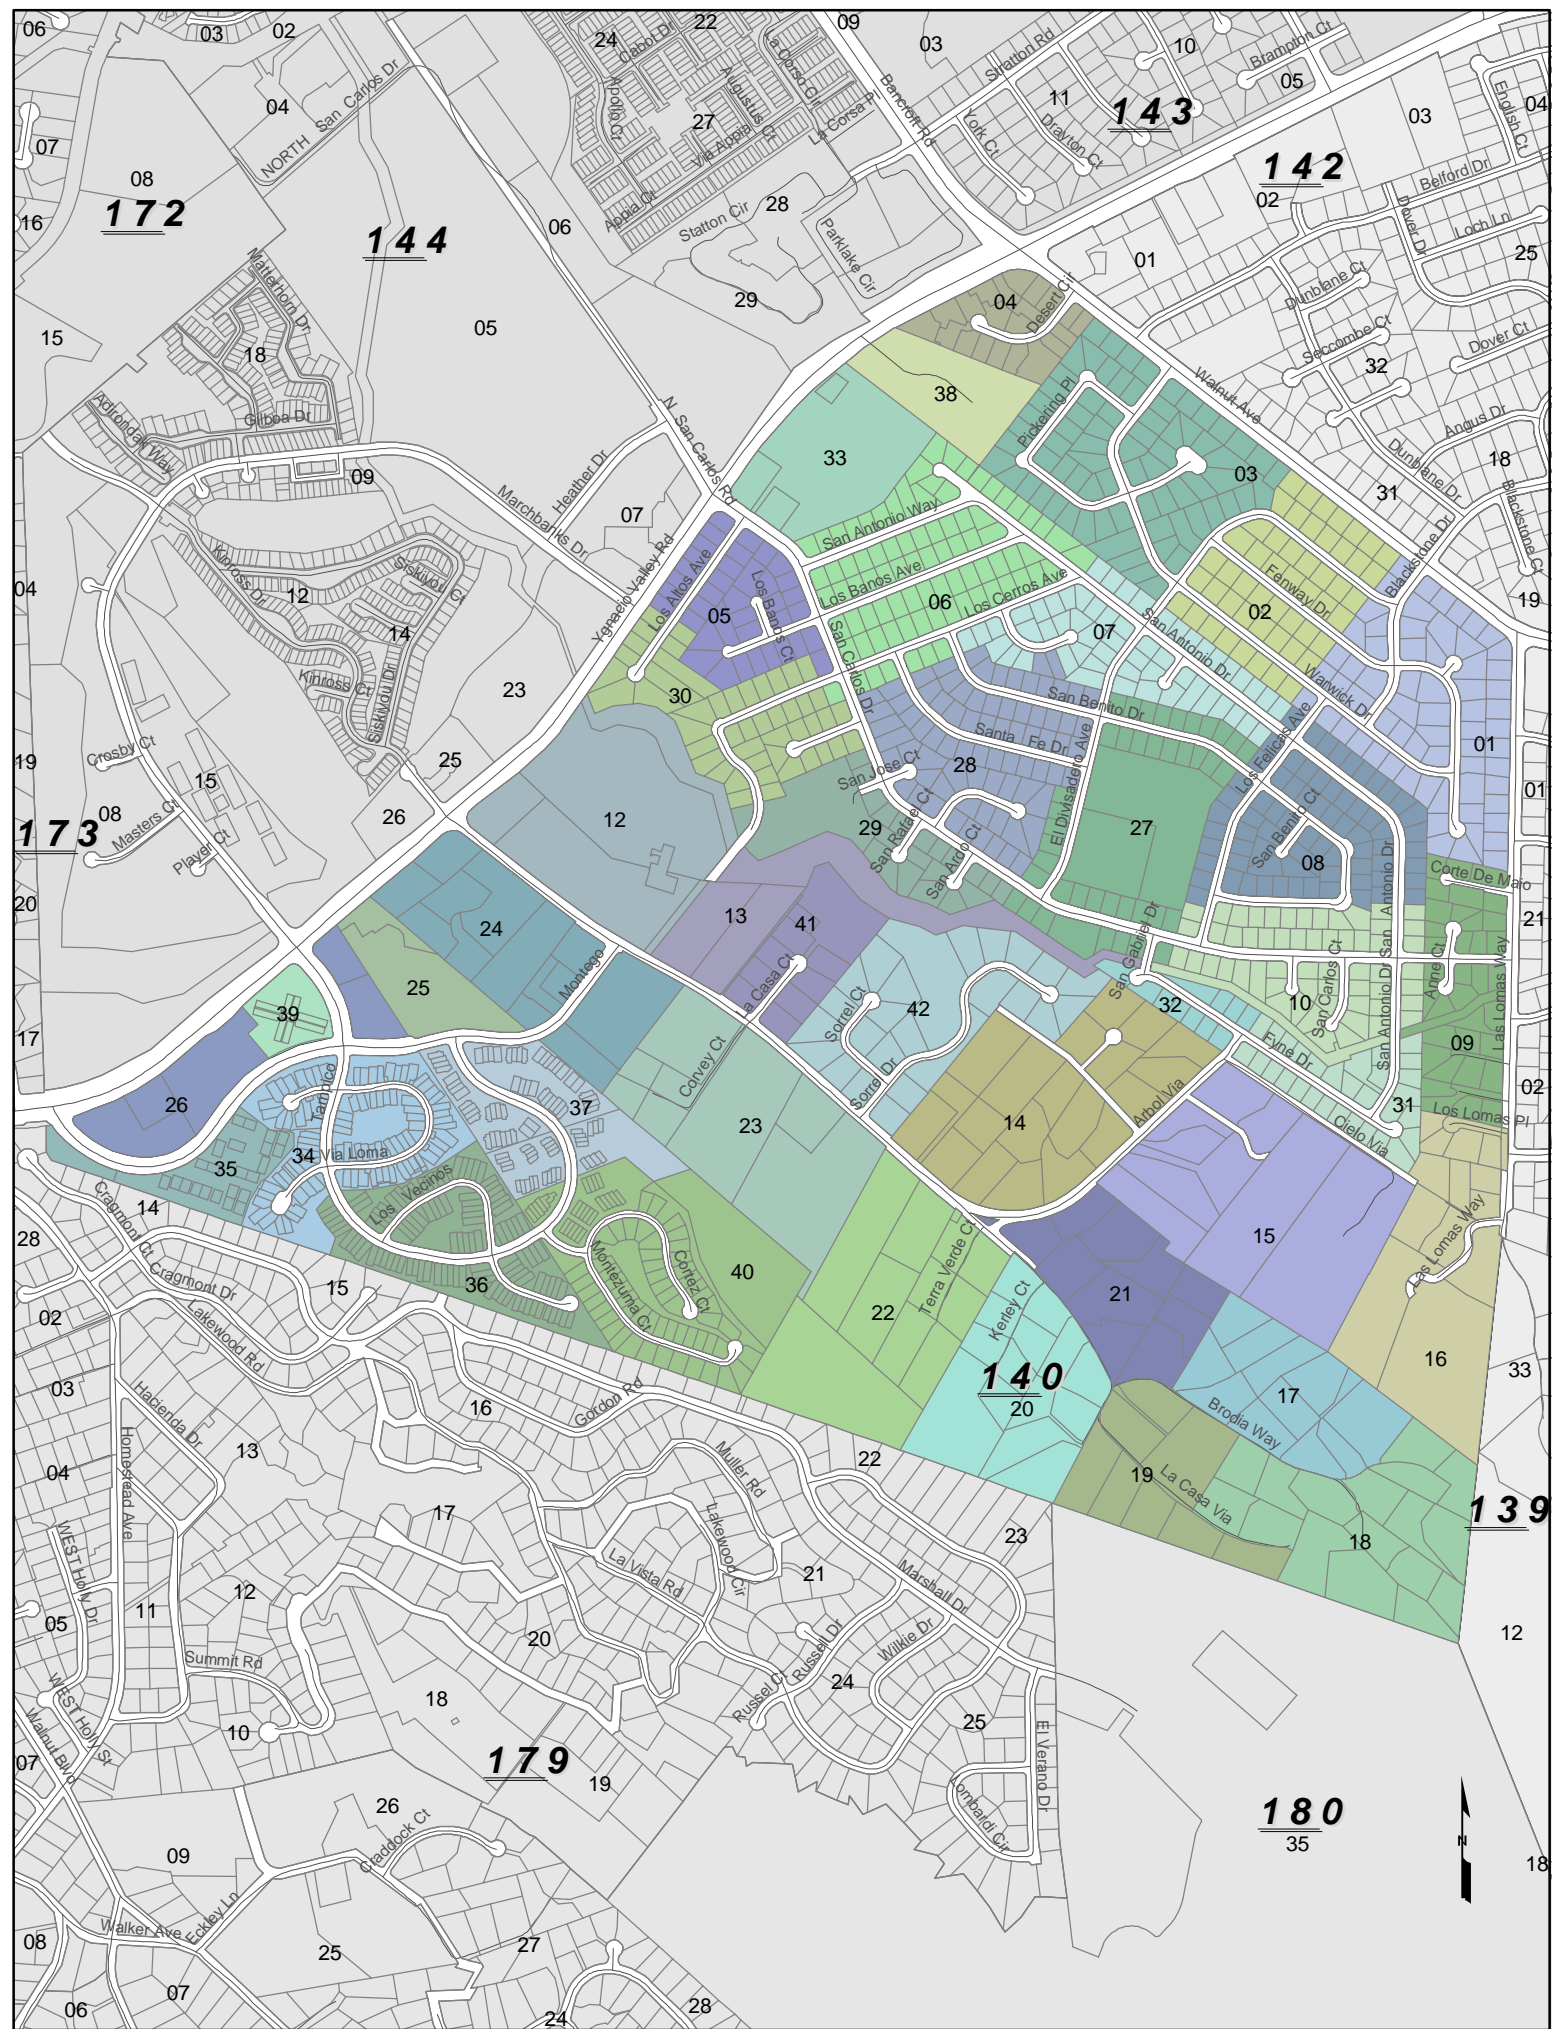 06
03
02
24
Cabot Dr
22
La Corso Cir
09
03
Stratton Rd
10
Brampton Ct
05
04
NORTH San Carlos Dr
Apollo Ct
27
Augustus Ct
Via Appia
La Corsa Pl
Bancroft Rd
11
York Ct
Drayton Ct
143
03
English Ct
04
07
08
172
16
144
06
Appia Ct
Statton Cir
28
Parklake Cir
142
02
Belford Dr
Dover Dr
Loch Ln
25
01
Dunblane Ct
Matterhorn Dr
29
04
Desert Cir
15
05
18
Seccombe Ct
Dover Ct
32
Walnut Ave
38
Pickering Pl
Adirondak Way
Gilboa Dr
N. San Carlos Rd
Angus Dr
Dunblane Dr
18
33
03
09
Heather Dr
Marchbanks Dr
07
31
Blackstone Ct
San Antonio Way
Ygnacio Valley Rd
Los Altos Ave
Los Banos Ct
Los Banos Ave
Los Cerros Ave
06
Blackstone Dr
Fenway Dr
02
19
04
Kinross Dr
12
Siskiyou Ct
14
05
San Carlos Dr
07
San Antonio Dr
Kinross Ct
Siskiyou Dr
23
30
San Benito Dr
Warwick Dr
Crosby Ct
25
Santa Fe Dr
28
El Divisadero Ave
Los Felicas Ave
01
19
15
San Jose Ct
01
08
Masters Ct
26
12
29
San Rafael Ct
27
San Benito Ct
173
Player Ct
San Ardo Ct
08
San Antonio Dr
Corte De Maio
20
13
41
24
San Gabriel Dr
21
Montego
La Casa Ct
San Carlos Ct
Anne Ct
Las Lomas Way
25
39
Sorrel Ct
42
32
10
San Antonio Dr
17
Fyne Dr
09
26
Tampico
Corvey Ct
Sorrel Dr
37
23
14
Arbol Via
31
02
Los Lomas Pl
Cielo Via
34
Via Loma
35
Los Vecinos
14
Cragmont Ct
28
Terra Verde Ct
15
Las Lomas Way
Cragmont Dr
15
36
Montezuma Ct
Cortez Ct
40
21
22
Kerley Ct
02
Lakewood Rd
140
20
16
33
03
Hacienda Dr
16
Gordon Rd
17
Brodia Way
13
Homestead Ave
22
Muller Rd
04
19
La Casa Via
139
17
Lakewood Cir
23
18
WEST Holly Dr
La Vista Rd
21
Marshall Dr
12
11
05
12
20
Russell Dr
Wilkie Dr
Summit Rd
WEST Holly St
24
Russel Ct
18
10
25
El Verano Dr
Walnut Blvd
07
179
19
26
Lombardi Cir
180
35
Craddock Ct
N
09
18
Walker Ave
Eckley Ln
08
25
27
07
06
24
28